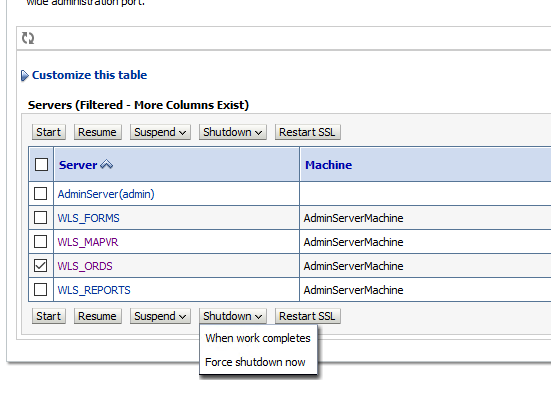 wide administration port.
Customize this table
Servers (Filtered - More Columns Exist)
Start Resume Suspend Shutdown Restart SSL
Server Machine
AdminServer(admin)
WLS_FORMS AdminServerMachine
WLS_MAPVR AdminServerMachine
WLS_ORDS AdminServerMachine
WLS_REPORTS AdminServerMachine
Start Resume Suspend Shutdown Restart SSL
When work completes
Force shutdown now